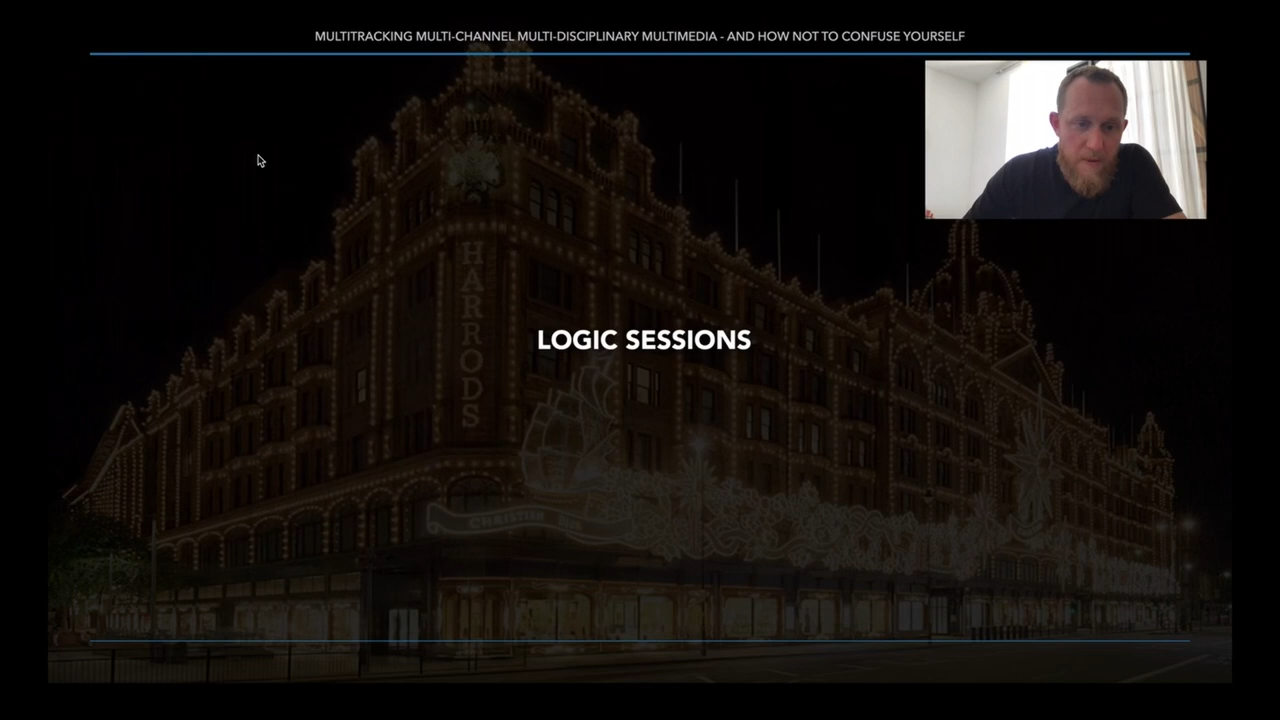 MULTITRACKING MULTI-CHANNEL MULTI-DISCIPLINARY MULTIMEDIA - AND HOW NOT TO CONFUSE YOURSELF
HARRODS
LOGIC SESSIONS